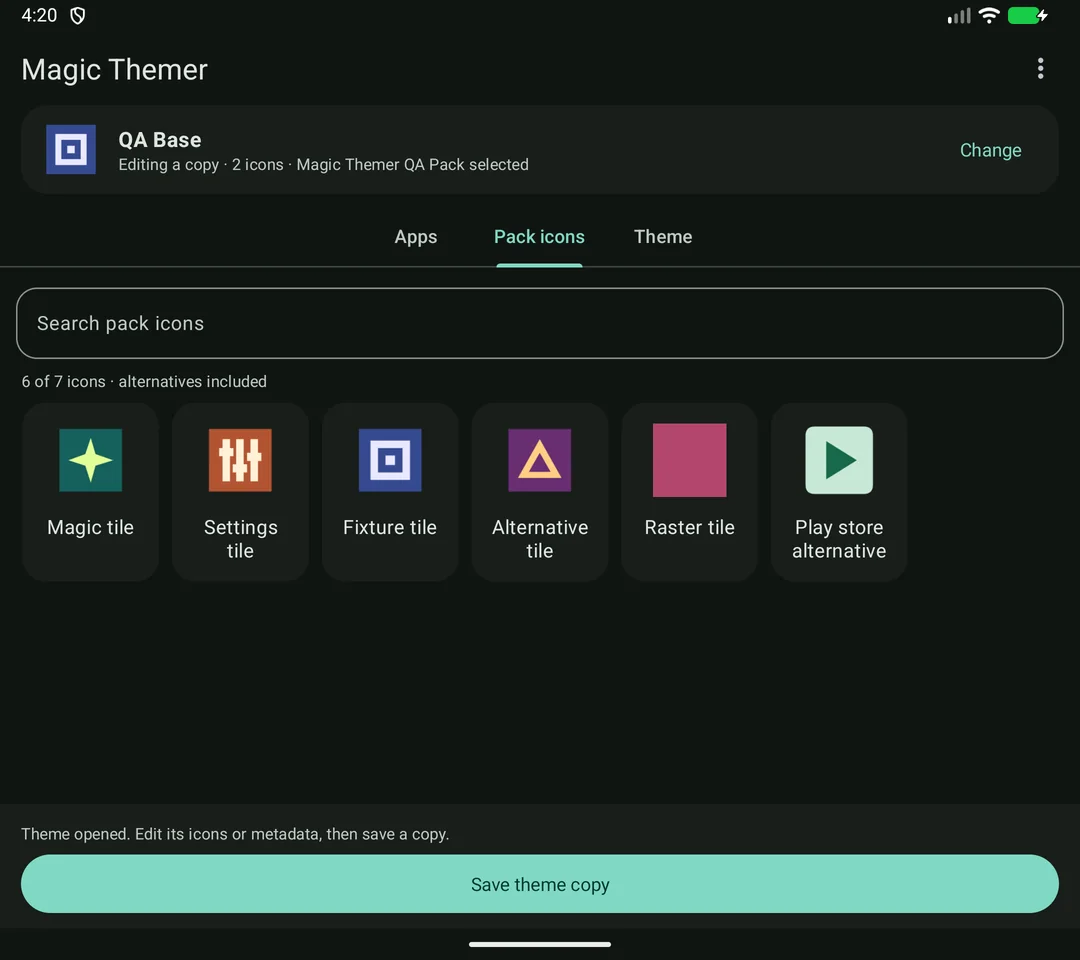 4:20
Magic Themer
QA Base
Editing a copy · 2 icons · Magic Themer QA Pack selected
Change
Apps
Pack icons
Theme
Search pack icons
6 of 7 icons · alternatives included
Magic tile
Settings
tile
Fixture tile
Alternative
tile
Raster tile
Play store
alternative
Theme opened. Edit its icons or metadata, then save a copy.
Save theme copy